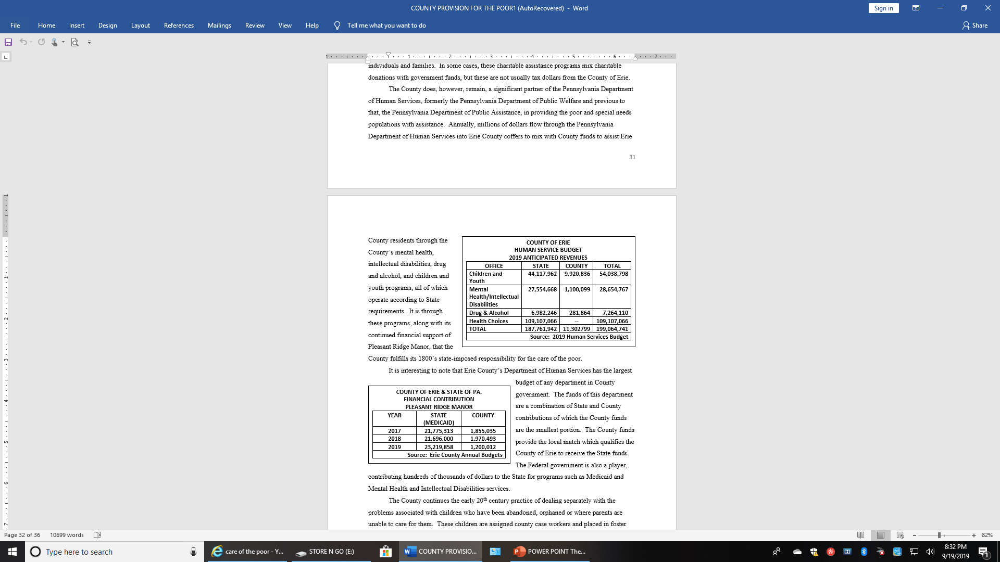 COUNTY PROVISION FOR THE POOR1 (AutoRecovered) - Word
Sign in
File Home Insert Design Layout References Mailings Review View Help Tell me what you want to do Share
1 1 2 3 4 5 6 7
individuals and families. In some cases, these charitable assistance programs mix charitable
donations with government funds, but these are not usually tax dollars from the County of Erie.
The County does, however, remain, a significant partner of the Pennsylvania Department
of Human Services, formerly the Pennsylvania Department of Public Welfare and previous to
that, the Pennsylvania Department of Public Assistance, in providing the poor and special needs
populations with assistance. Annually, millions of dollars flow through the Pennsylvania
Department of Human Services into Erie County coffers to mix with County funds to assist Erie
31
County residents through the
County’s mental health,
intellectual disabilities, drug
and alcohol, and children and
youth programs, all of which
operate according to State
requirements. It is through
these programs, along with its
continued financial support of
Pleasant Ridge Manor, that the
COUNTY OF ERIE
HUMAN SERVICE BUDGET
2019 ANTICIPATED REVENUES
OFFICE STATE COUNTY TOTAL
Children and 44,117,962 9,920,836 54,038,798
Youth
Mental 27,554,668 1,100,099 28,654,767
Health/Intellectual
Disabilities
Drug & Alcohol 6,982,246 281,864 7,264,110
Health Choices 109,107,066 -- 109,107,066
TOTAL 187,761,942 11,302799 199,064,741
Source: 2019 Human Services Budget
County fulfills its 1800’s state-imposed responsibility for the care of the poor.
It is interesting to note that Erie County’s Department of Human Services has the largest
COUNTY OF ERIE & STATE OF PA.
FINANCIAL CONTRIBUTION
PLEASANT RIDGE MANOR
YEAR STATE COUNTY
(MEDICAID)
2017 21,775,313 1,855,035
2018 21,696,000 1,970,493
2019 23,219,858 1,200,012
Source: Erie County Annual Budgets
budget of any department in County
government. The funds of this department
are a combination of State and County
contributions of which the County funds
are the smallest portion. The County funds
provide the local match which qualifies the
County of Erie to receive the State funds.
The Federal government is also a player,
contributing hundreds of thousands of dollars to the State for programs such as Medicaid and
Mental Health and Intellectual Disabilities services.
The County continues the early 20th century practice of dealing separately with the
problems associated with children who have been abandoned, orphaned or where parents are
unable to care for them. These children are assigned county case workers and placed in foster
1
1
2
3
4
5
6
7
Page 32 of 36 10699 words 82%
Type here to search
care of the poor - Y... STORE N GO (E:) COUNTY PROVISIO... POWER POINT The...
8:32 PM
9/19/2019
1